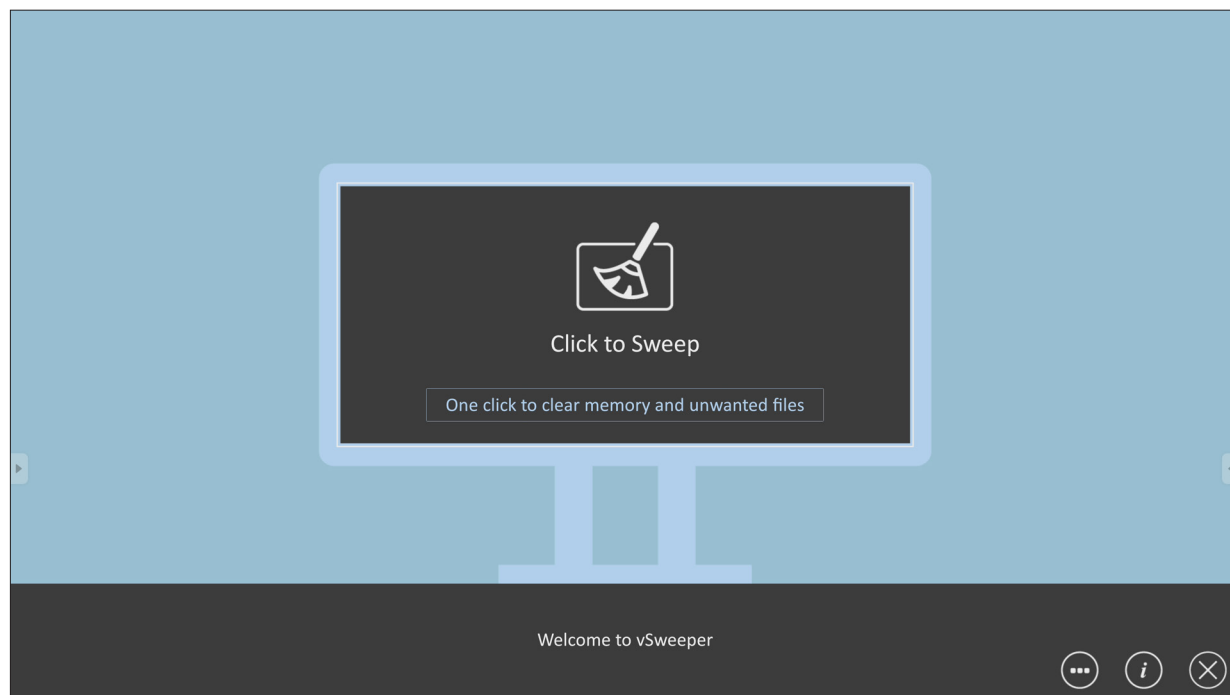 Click to Sweep
One click to clear memory and unwanted files
Welcome to vSweeper
i